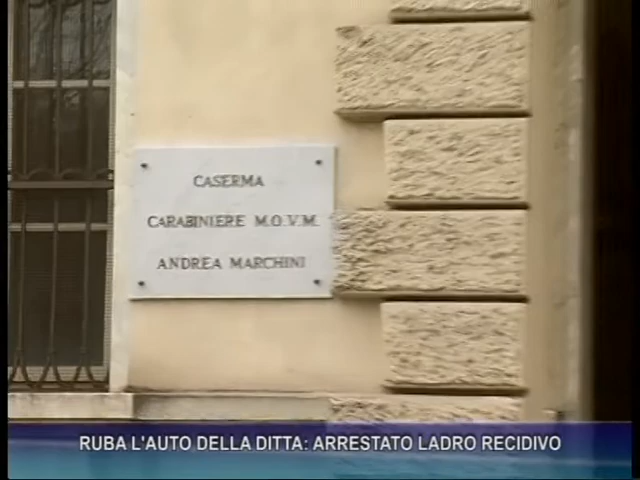 CASERMA
CARABINIERE M.O.V.M.
ANDREA MARCHINI
RUBA L'AUTO DELLA DITTA: ARRESTATO LADRO RECIDIVO